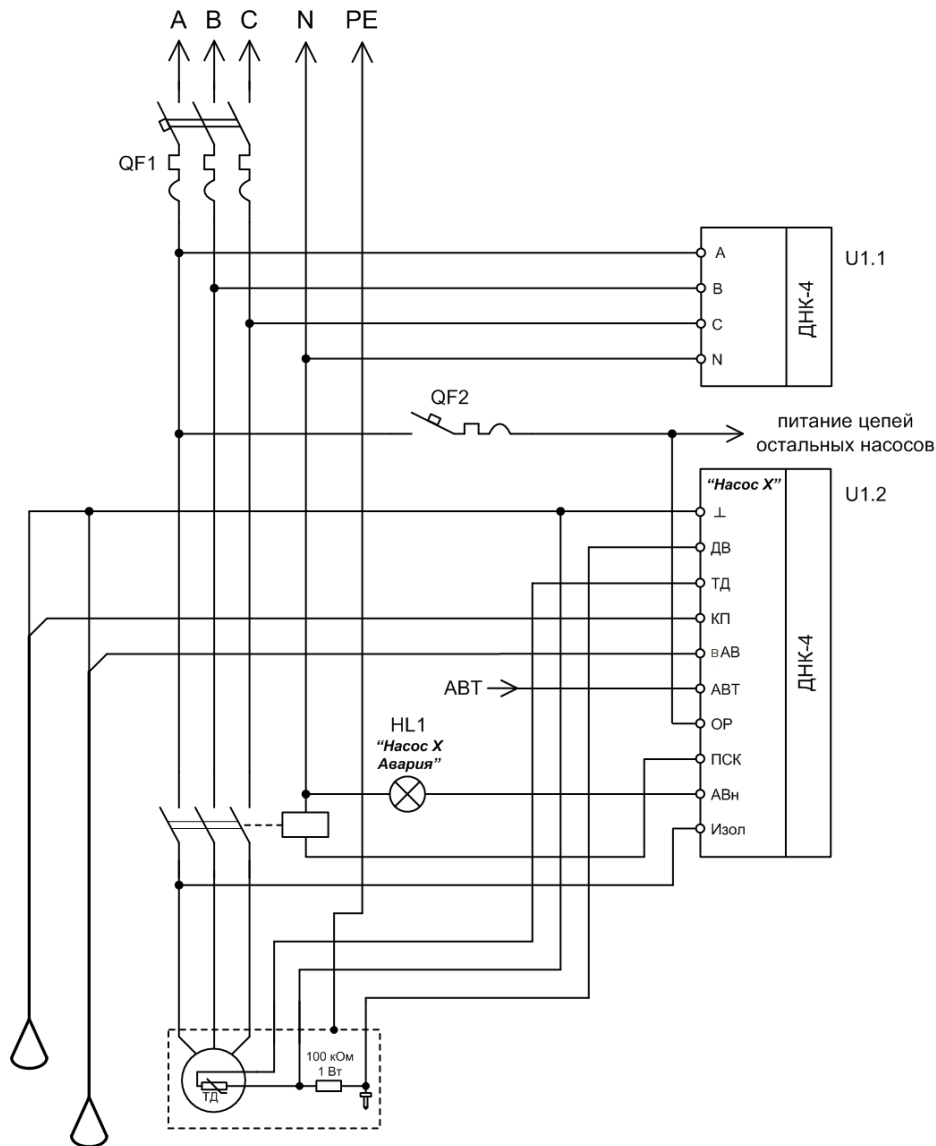 A B C N PE
QF1
A
B
C
N
ДНК-4
U1.1
QF2
питание цепей
остальных насосов
"Насос X"
U1.2
⊥
ДВ
ТД
КП
вАВ
АВТ
ОР
ПСК
АВн
Изол
ДНК-4
АВТ
HL1
"Насос X
Авария"
100 кОм
1 Вт
ТД